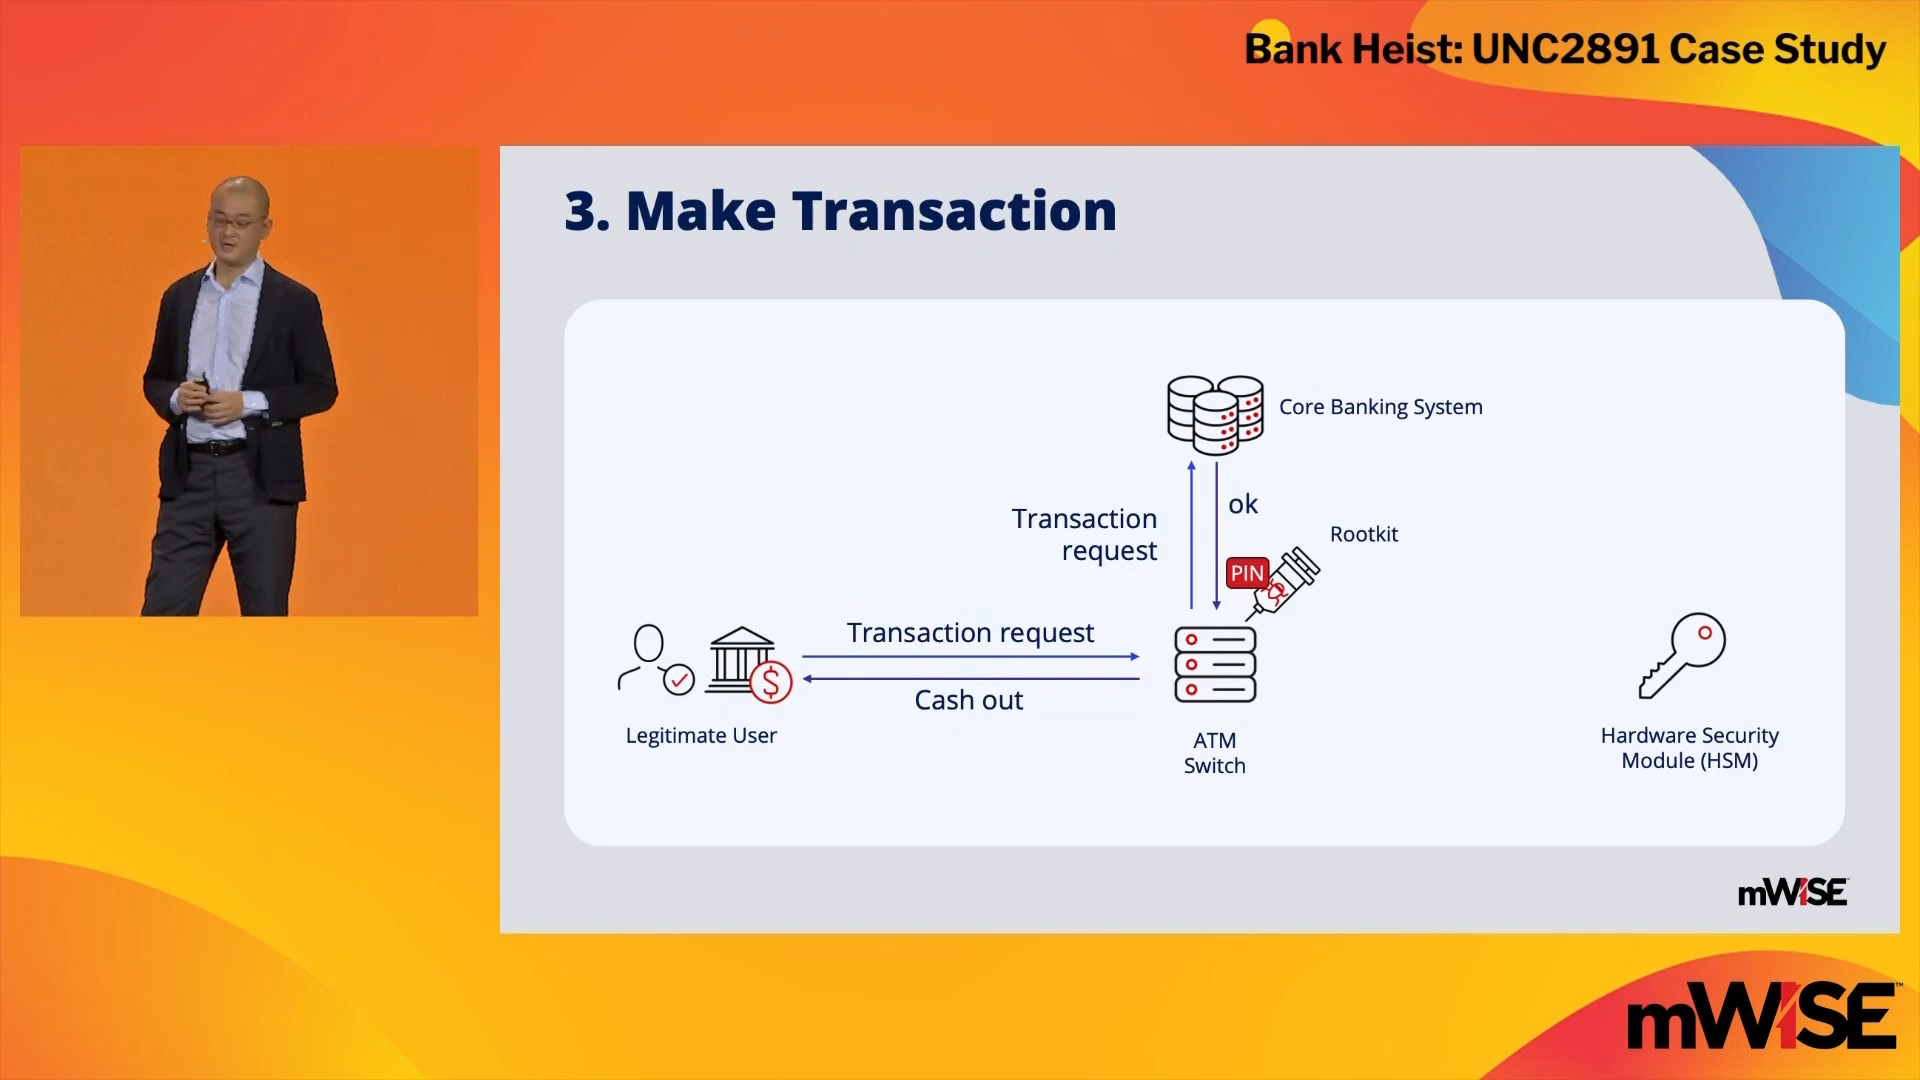 Bank Heist: UNC2891 Case Study
3. Make Transaction
Core Banking System
Transaction
request
ok
Rootkit
PIN
Transaction request
Cash out
$
Legitimate User
ATM
Switch
Hardware Security
Module (HSM)
mWISE
mWISE™